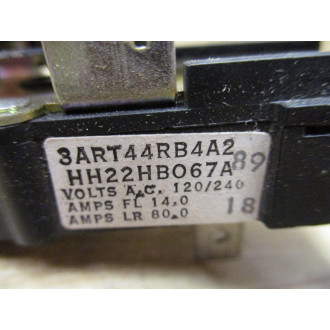 3ART44RB4A2
HH22HB067A 89
VOLTS A.C. 120/240
AMPS FL 14.0
AMPS LR 80.0 18